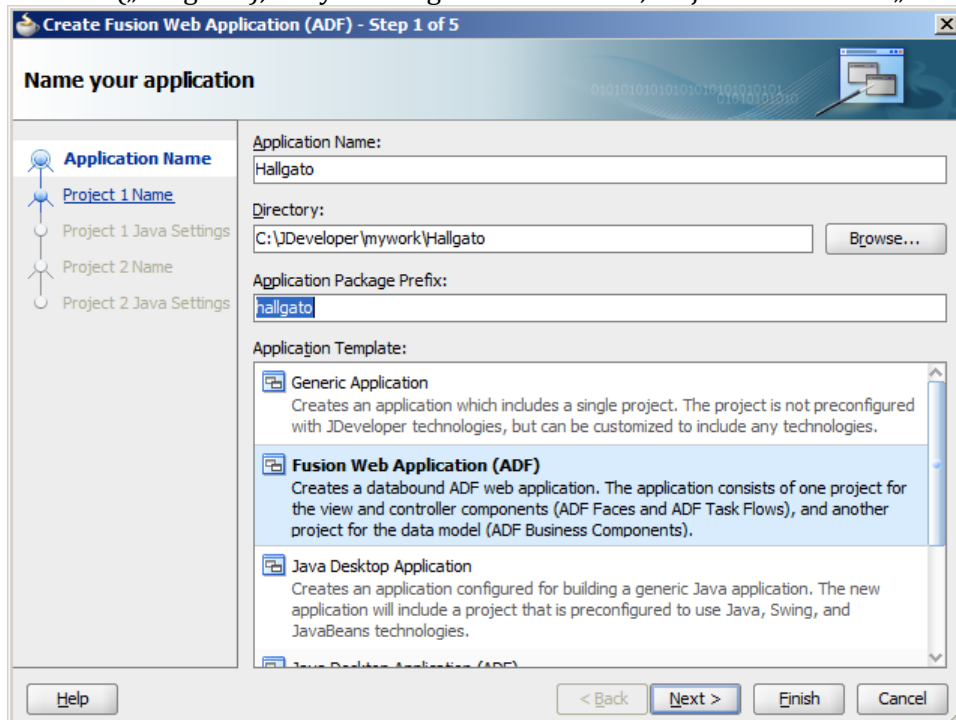 Create Fusion Web Application (ADF) - Step 1 of 5
Name your application
Application Name
Project 1 Name
Project 1 Java Settings
Project 2 Name
Project 2 Java Settings
Application Name:
Hallgato
Directory:
C:\JDeveloper\mywork\Hallgato
Browse...
Application Package Prefix:
hallgato
Application Template:
Generic Application
Creates an application which includes a single project. The project is not preconfigured
with JDeveloper technologies, but can be customized to include any technologies.
Fusion Web Application (ADF)
Creates a databound ADF web application. The application consists of one project for
the view and controller components (ADF Faces and ADF Task Flows), and another
project for the data model (ADF Business Components).
Java Desktop Application
Creates an application configured for building a generic Java application. The new
application will include a project that is preconfigured to use Java, Swing, and
JavaBeans technologies.
Java Desktop Application (ADF)
Help
< Back
Next >
Finish
Cancel